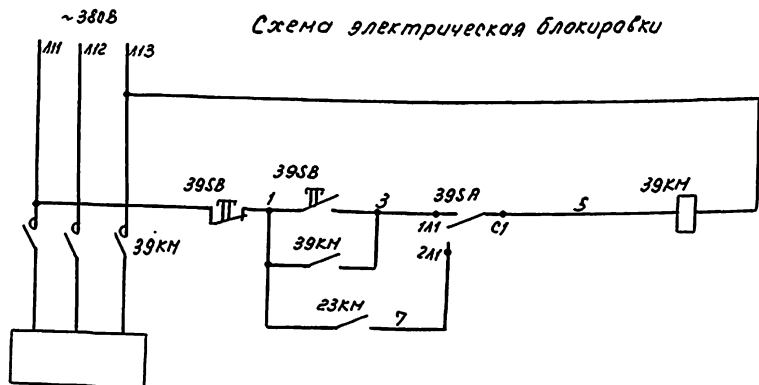 ~380В
Схема электрическая блокировки
Л11 Л12 Л13
39SB
39SB
39SA
39КМ
1
3
1Л1
С1
5
39КМ
39КМ
2Л1
23КМ
7